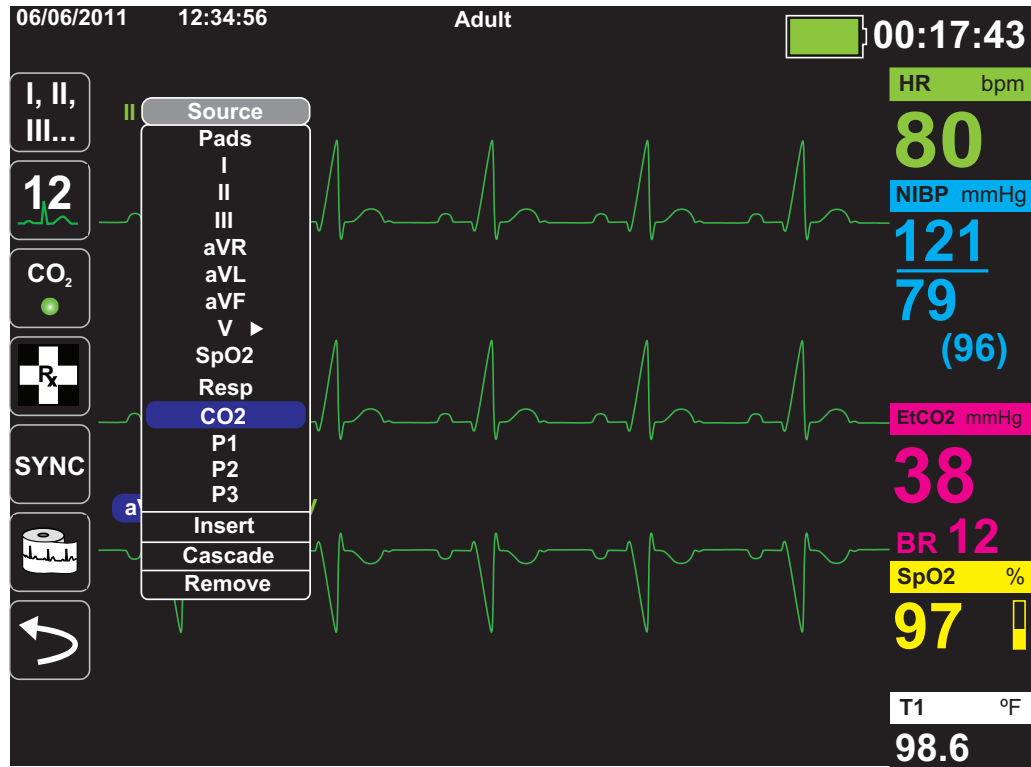 06/06/2011 12:34:56 Adult 00:17:43
I, II,
III...
12
CO₂
Rx
SYNC
II
Source
Pads
I
II
III
aVR
aVL
aVF
V ▶
SpO2
Resp
CO2
P1
P2
P3
Insert
Cascade
Remove
HR bpm
80
NIBP mmHg
121
79
(96)
EtCO2 mmHg
38
BR 12
SpO2 %
97
T1 ºF
98.6